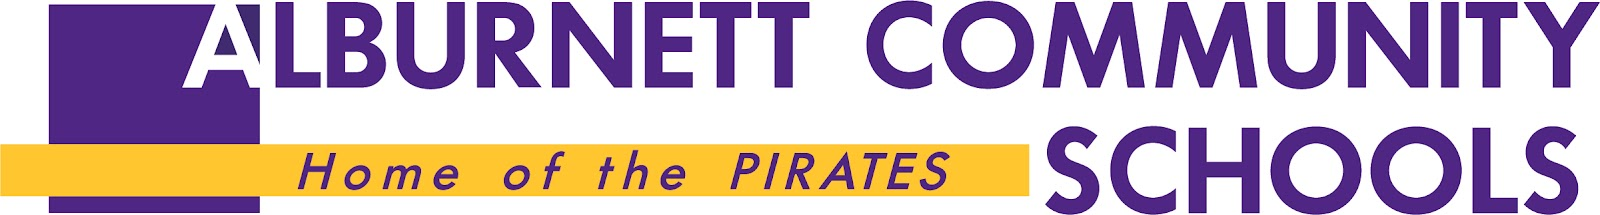 ALBURNETT COMMUNITY
SCHOOLS
Home of the PIRATES